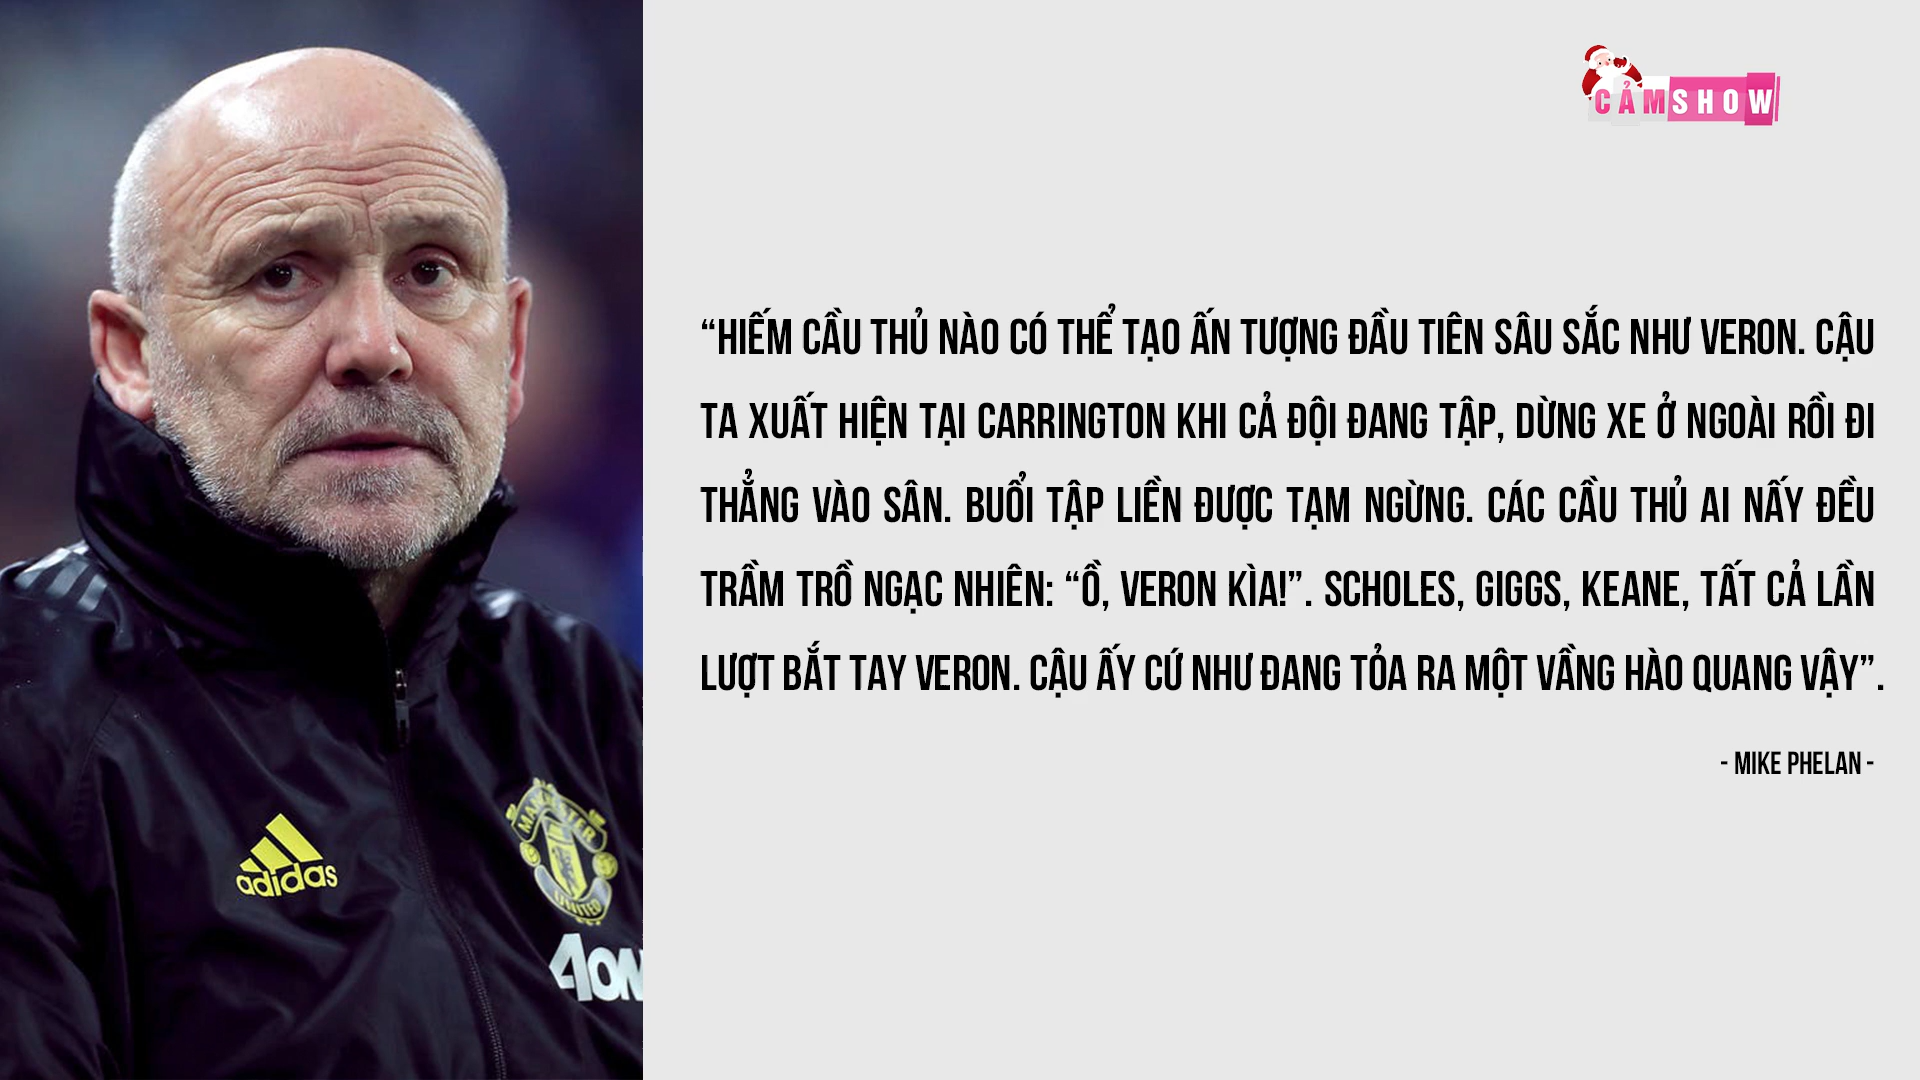 CẢMSHOW
“HIẾM CẦU THỦ NÀO CÓ THỂ TẠO ẤN TƯỢNG ĐẦU TIÊN SÂU SẮC NHƯ VERON. CẬU
TA XUẤT HIỆN TẠI CARRINGTON KHI CẢ ĐỘI ĐANG TẬP, DỪNG XE Ở NGOÀI RỒI ĐI
THẲNG VÀO SÂN. BUỔI TẬP LIỀN ĐƯỢC TẠM NGỪNG. CÁC CẦU THỦ AI NẤY ĐỀU
TRẦM TRỒ NGẠC NHIÊN: “Ồ, VERON KÌA!”. SCHOLES, GIGGS, KEANE, TẤT CẢ LẦN
LƯỢT BẮT TAY VERON. CẬU ẤY CỨ NHƯ ĐANG TỎA RA MỘT VẦNG HÀO QUANG VẬY”.
- MIKE PHELAN -
adidas
MANCHESTER
UNITED
AON